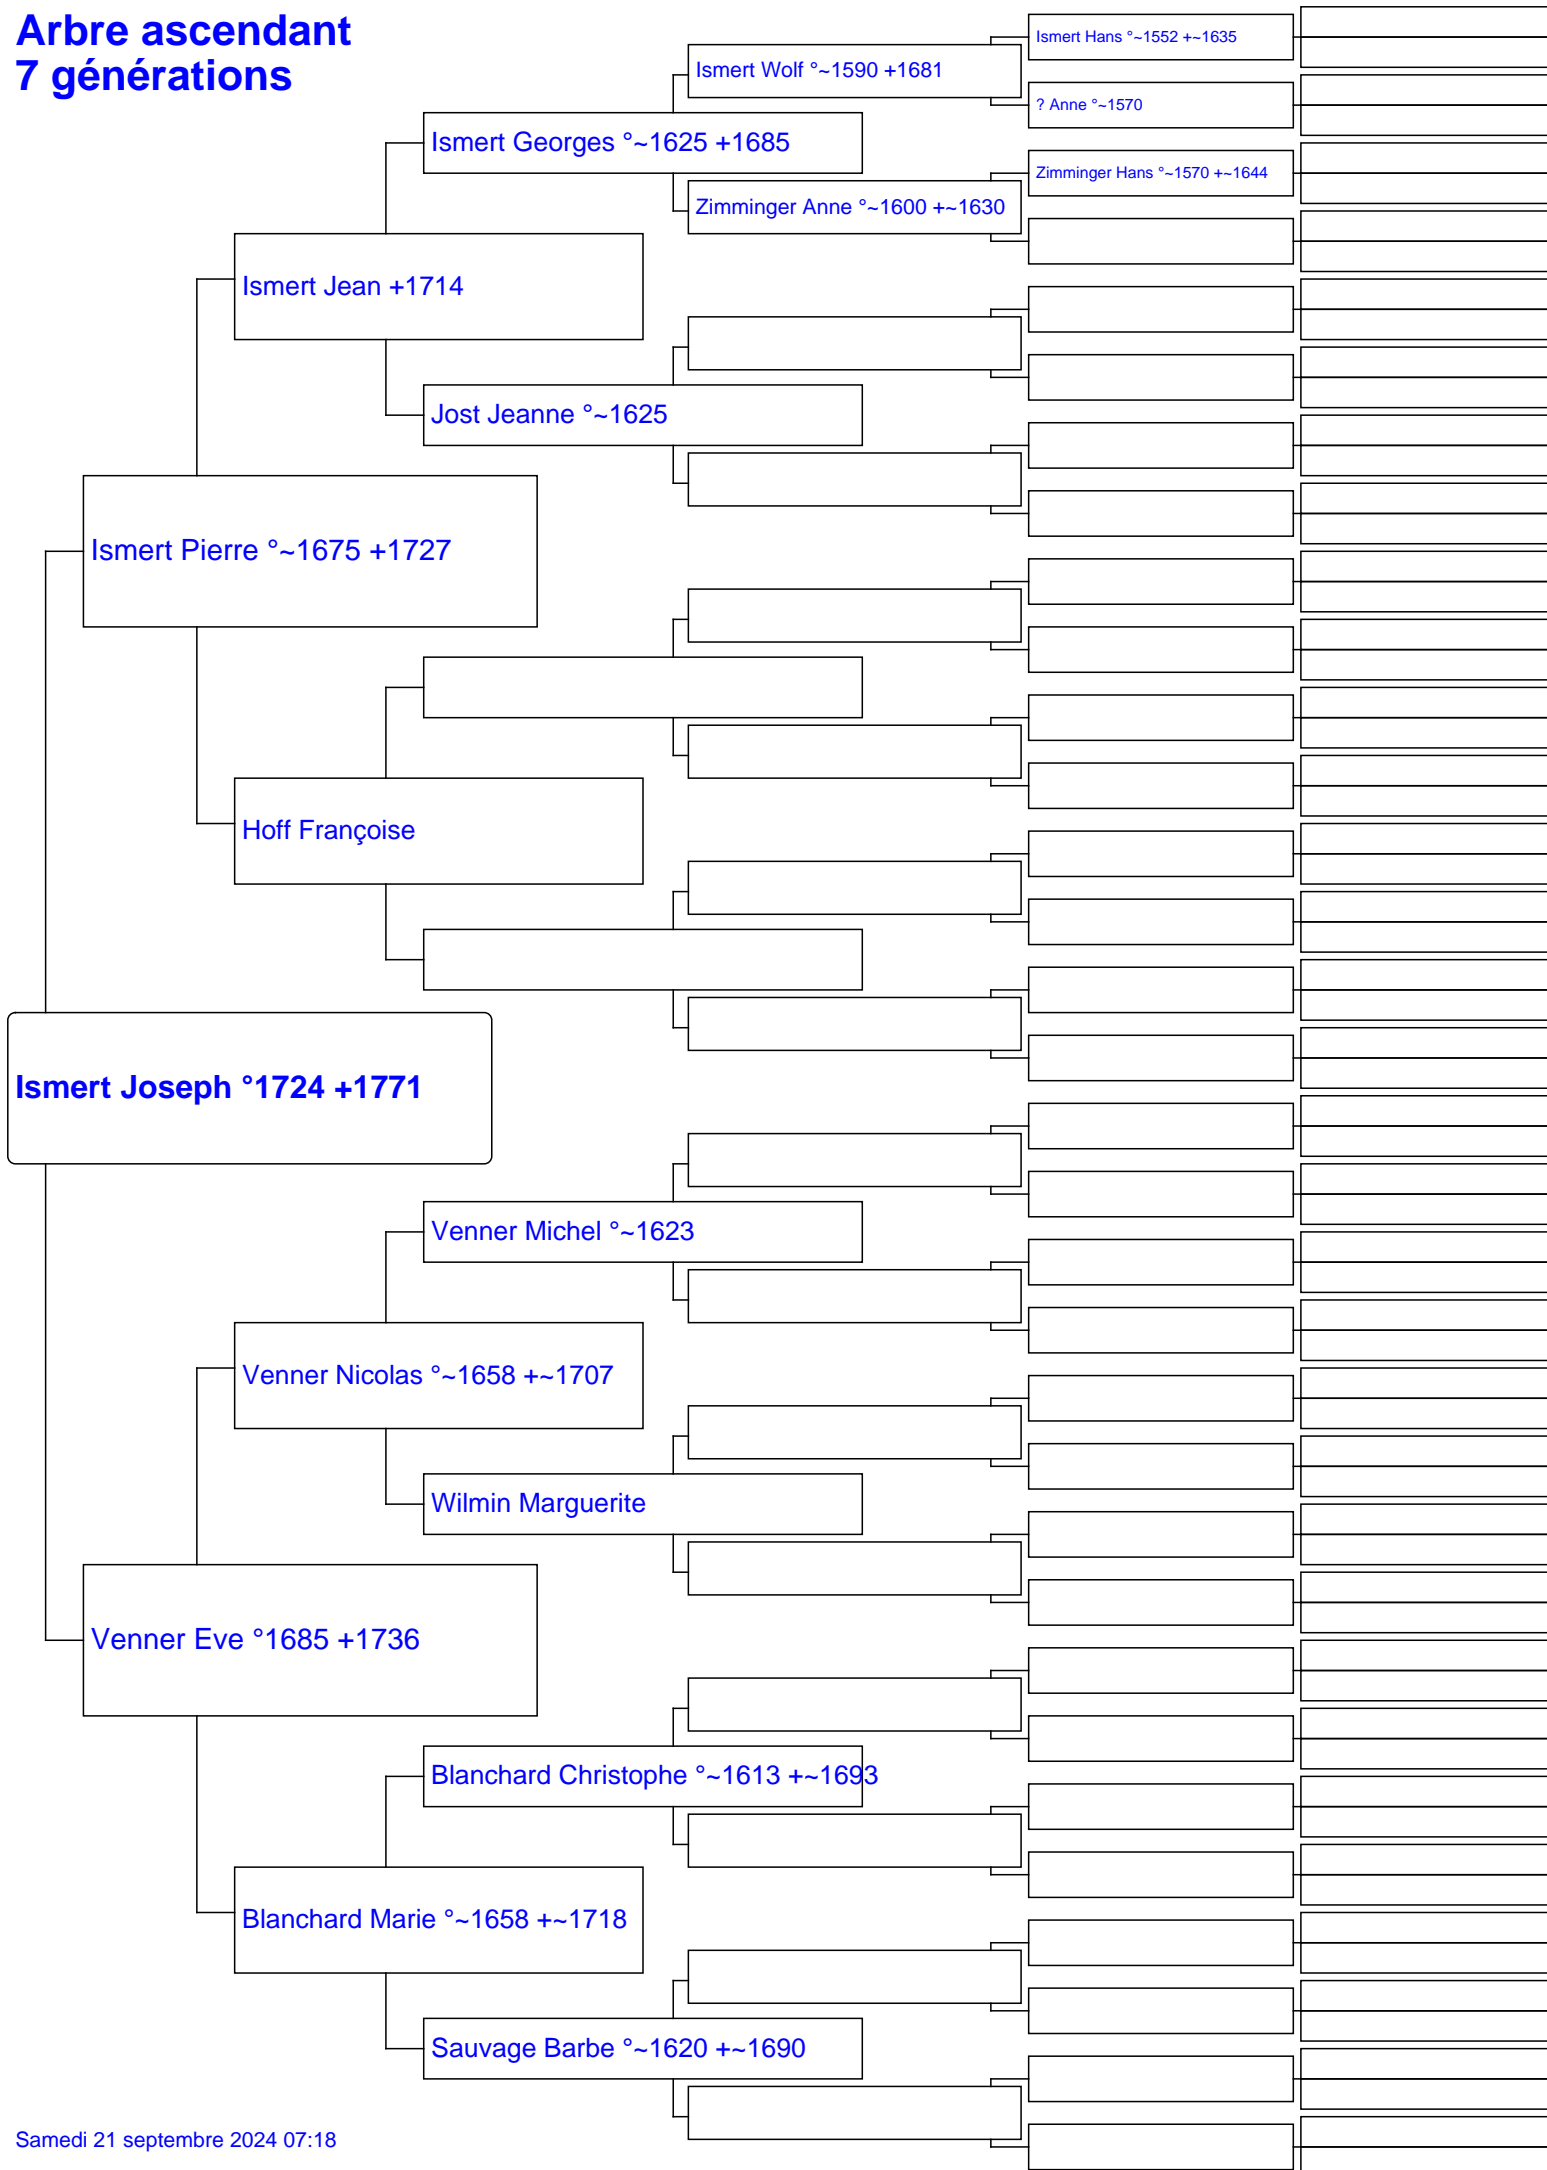 Arbre ascendant
7 générations
Ismert Hans °~1552 +~1635
Ismert Wolf °~1590 +1681
? Anne °~1570
Ismert Georges °~1625 +1685
Zimminger Hans °~1570 +~1644
Zimminger Anne °~1600 +~1630
Ismert Jean +1714
Jost Jeanne °~1625
Ismert Pierre °~1675 +1727
Hoff Françoise
Ismert Joseph °1724 +1771
Venner Michel °~1623
Venner Nicolas °~1658 +~1707
Wilmin Marguerite
Venner Eve °1685 +1736
Blanchard Christophe °~1613 +~1693
Blanchard Marie °~1658 +~1718
Sauvage Barbe °~1620 +~1690
Samedi 21 septembre 2024 07:18